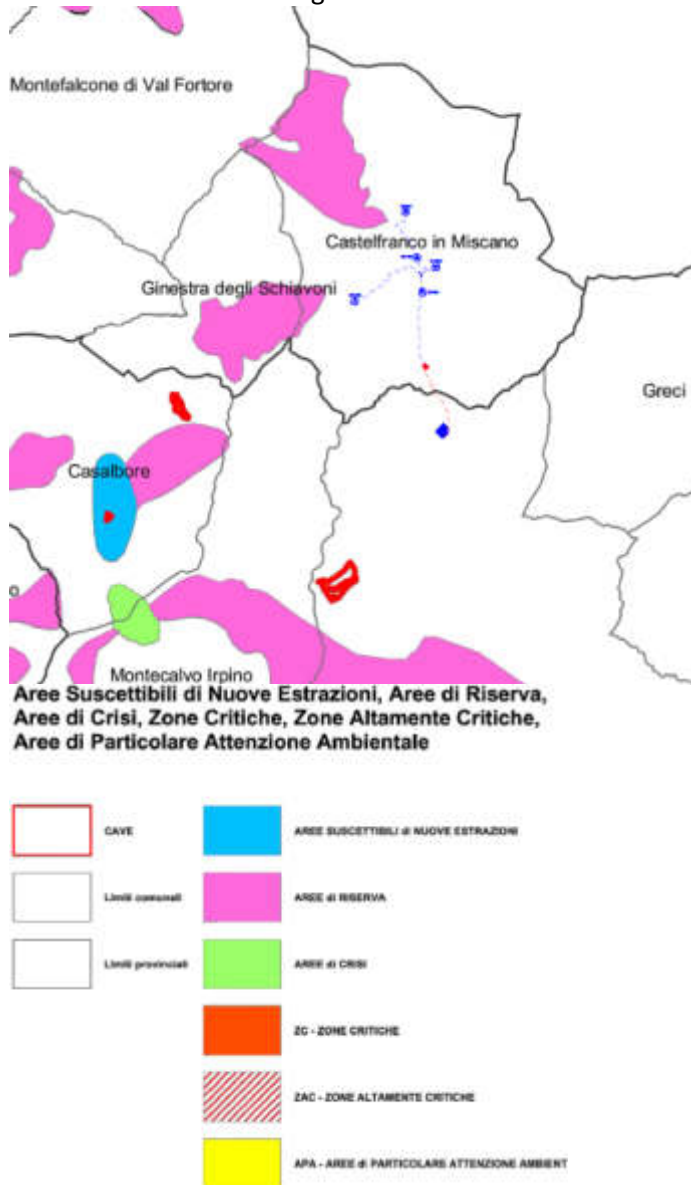 Montefalcone di Val Fortore
Castelfranco in Miscano
Ginestra degli Schiavoni
Greci
Casalbore
o
Montecalvo Irpino
Aree Suscettibili di Nuove Estrazioni, Aree di Riserva,
Aree di Crisi, Zone Critiche, Zone Altamente Critiche,
Aree di Particolare Attenzione Ambientale
CAVE
AREE SUSCETTIBILI di NUOVE ESTRAZIONI
Limiti comunali
AREE di RISERVA
Limiti provinciali
AREE di CRISI
ZC - ZONE CRITICHE
ZAC - ZONE ALTAMENTE CRITICHE
APA - AREE di PARTICOLARE ATTENZIONE AMBIENT